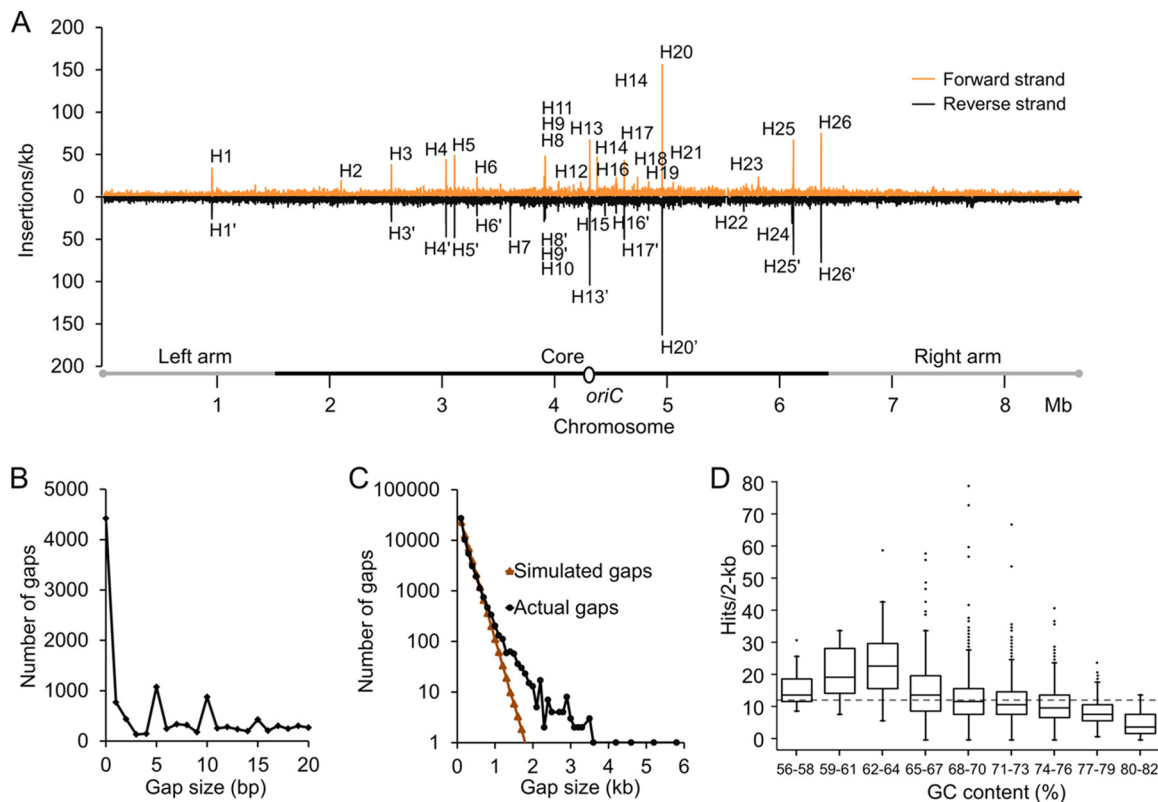 A
200
150
100
50
0
50
100
150
200
Insertions/kb
H1
H2
H3
H4
H5
H6
H11
H9
H8
H12
H13
H14
H16
H14
H17
H18
H19
H20
H21
H23
H25
H26
Forward strand
Reverse strand
H1'
H3'
H4'
H5'
H6'
H7
H8'
H9'
H10
H13’
H15
H16'
H17'
H20’
H22
H24
H25'
H26'
Left arm
Core
Right arm
oriC
1
2
3
4
5
6
7
8
Mb
Chromosome
B
5000
4000
3000
2000
1000
0
Number of gaps
0
5
10
15
20
Gap size (bp)
C
100000
10000
1000
100
10
1
Number of gaps
Simulated gaps
Actual gaps
0
1
2
3
4
5
6
Gap size (kb)
D
80
70
60
50
40
30
20
10
0
Hits/2-kb
56-58
59-61
62-64
65-67
68-70
71-73
74-76
77-79
80-82
GC content (%)